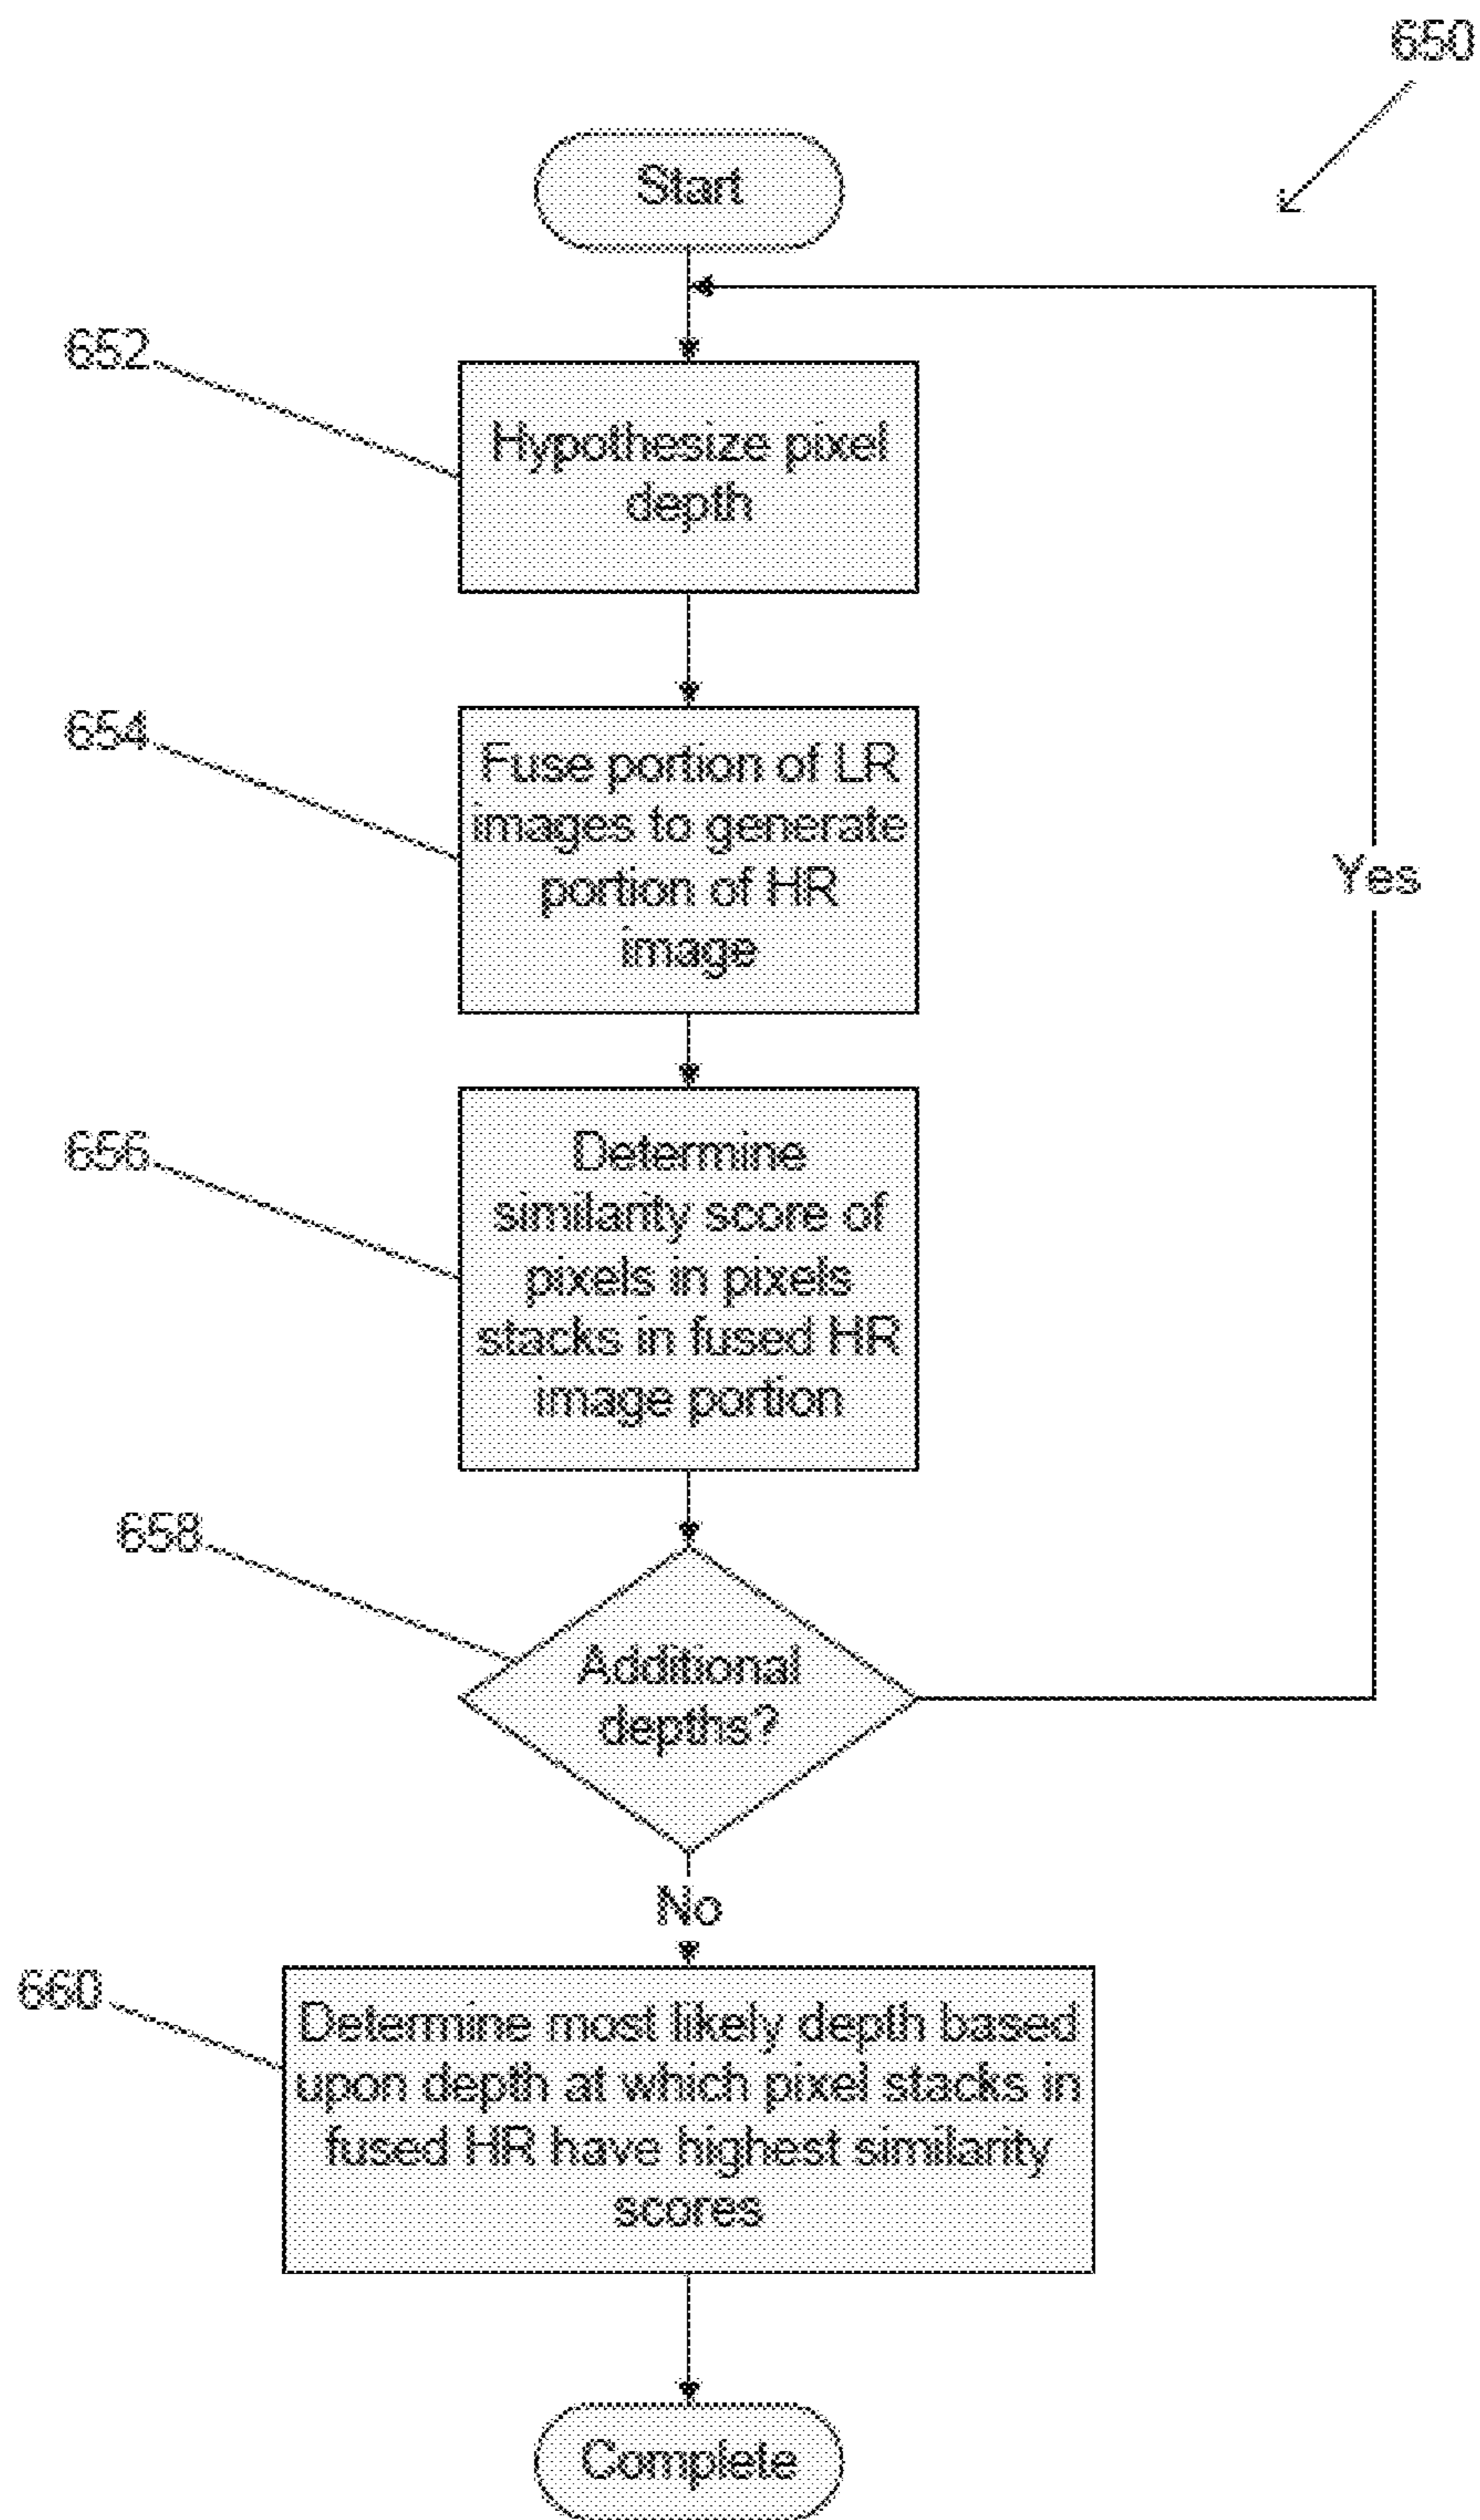 650
Start
652
Hypothesize pixel
depth
654
Fuse portion of LR
images to generate
portion of HR
image
Yes
656
Determine
similarity score of
pixels in pixels
stacks in fused HR
image portion
658
Additional
depths?
No
660
Determine most likely depth based
upon depth at which pixel stacks in
fused HR have highest similarity
scores
Complete